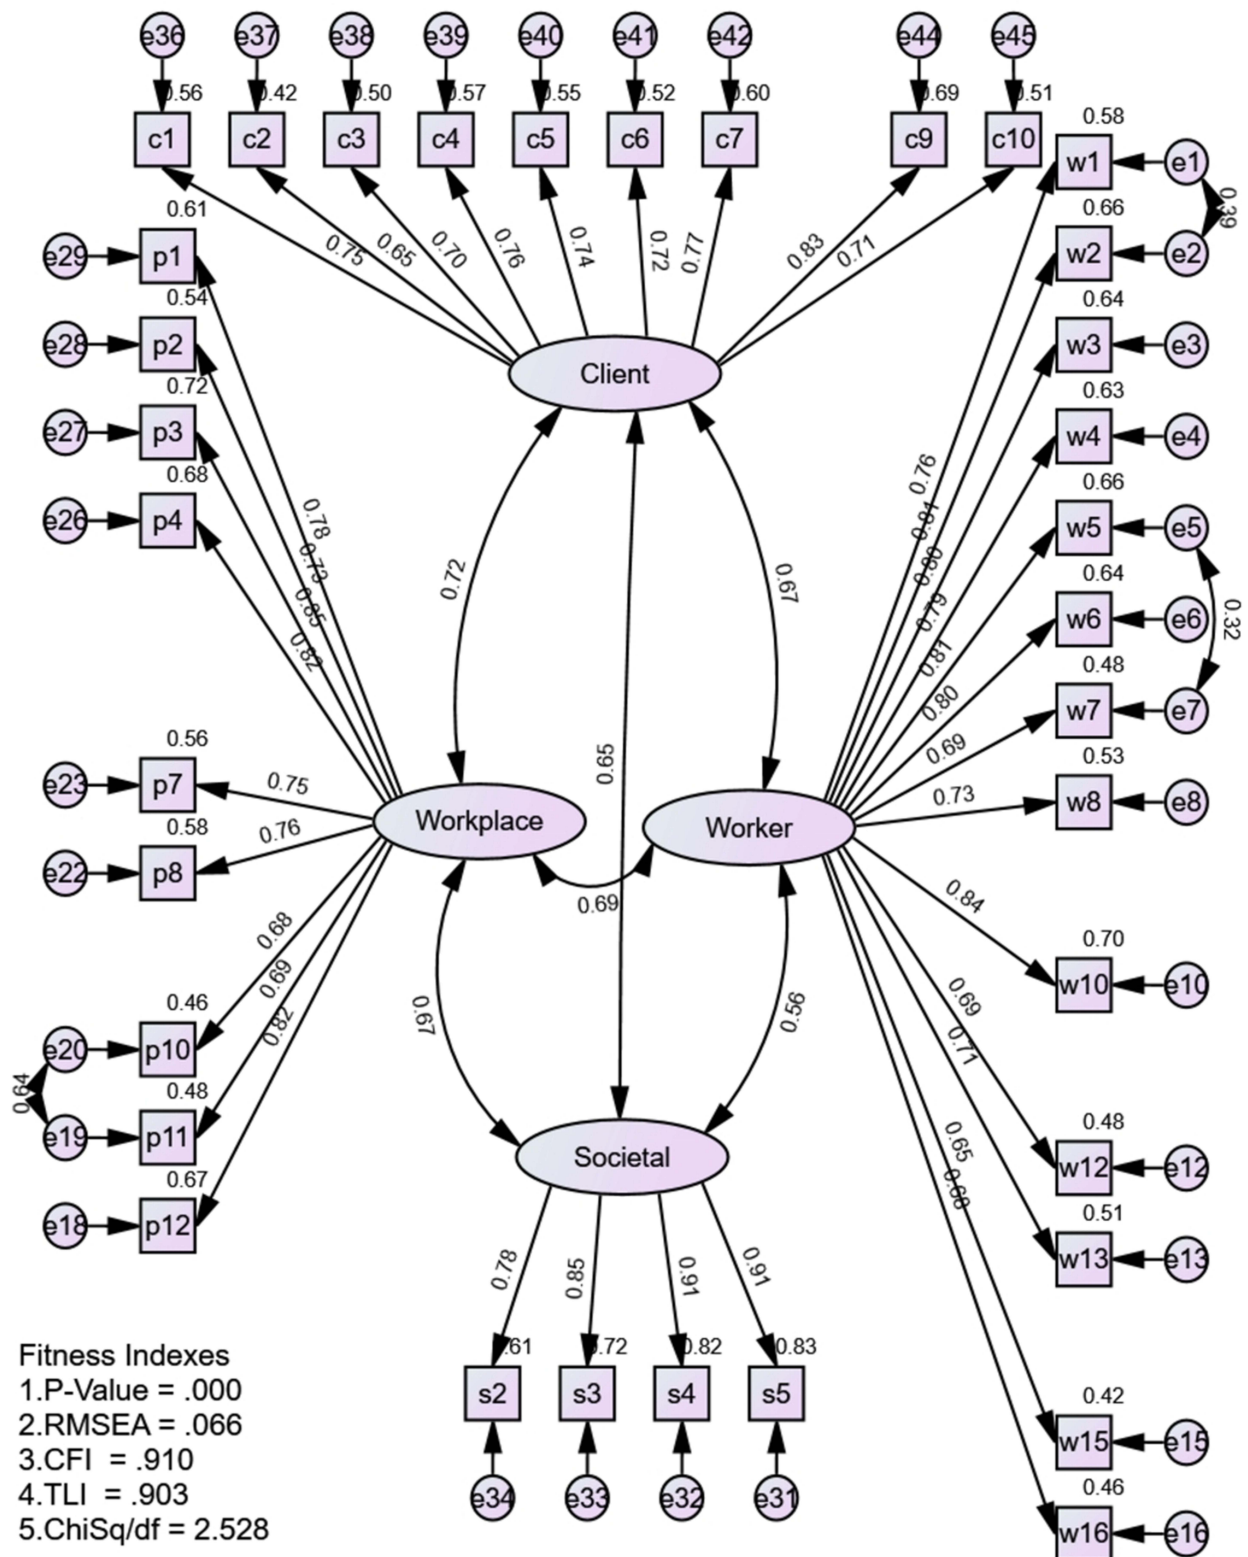 e36 e37 e38 e39 e40 e41 e42 e44 e45
0.56 0.42 0.50 0.57 0.55 0.52 0.60 0.69 0.51
c1 c2 c3 c4 c5 c6 c7 c9 c10
0.58
w1 e1
0.39
0.66
w2 e2
0.64
w3 e3
0.63
w4 e4
0.66
w5 e5
0.32
0.64
w6 e6
0.48
w7 e7
0.53
w8 e8
0.70
w10 e10
0.48
w12 e12
0.51
w13 e13
0.42
w15 e15
0.46
w16 e16
0.61
e29 p1
0.54
e28 p2
0.72
e27 p3
0.68
e26 p4
0.56
e23 p7
0.58
e22 p8
0.46
e20 p10
0.64
0.48
e19 p11
0.67
e18 p12
0.75 0.65 0.70 0.76 0.74 0.72 0.77 0.83 0.71
Client
0.78
0.73
0.85
0.82
0.75
0.76
0.68
0.69
0.82
0.72
0.67
0.65
Workplace
Worker
0.69
0.67
0.56
0.76
0.81
0.80
0.79
0.81
0.80
0.69
0.73
0.84
0.69
0.71
0.65
0.68
Societal
0.78 0.85 0.91 0.91
.61 0.72 0.82 0.83
s2 s3 s4 s5
e34 e33 e32 e31
Fitness Indexes
1.P-Value = .000
2.RMSEA = .066
3.CFI = .910
4.TLI = .903
5.ChiSq/df = 2.528